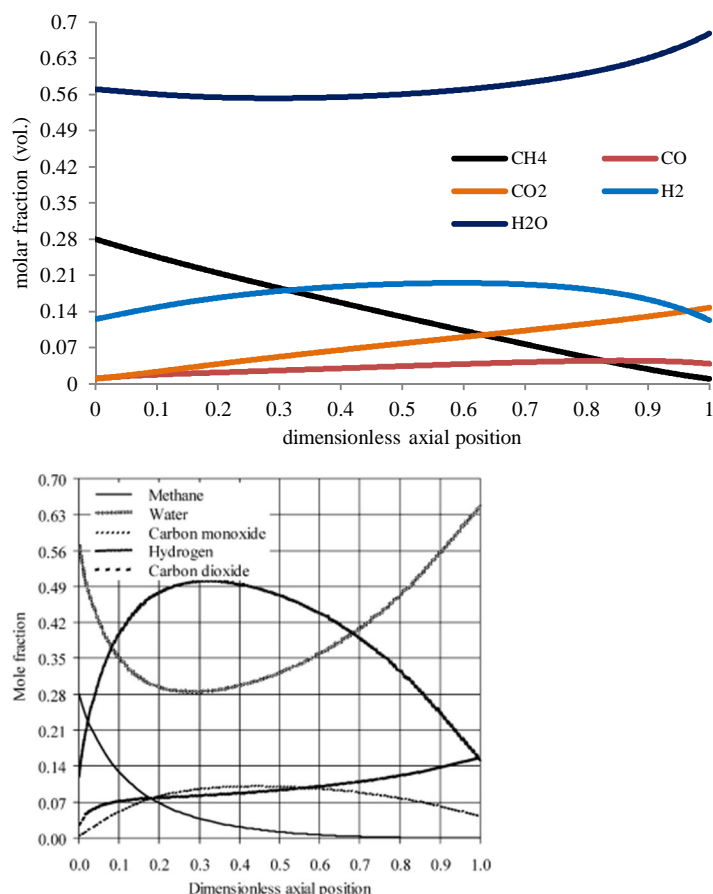 0.7
0.63
0.56
0.49
0.42
0.35
0.28
0.21
0.14
0.07
0
molar fraction (vol.)
CH4 CO
CO2 H2
H2O
0 0.1 0.2 0.3 0.4 0.5 0.6 0.7 0.8 0.9 1
dimensionless axial position
0.70
0.63
0.56
0.49
0.42
0.35
0.28
0.21
0.14
0.07
0.00
Mole fraction
Methane
Water
Carbon monoxide
Hydrogen
Carbon dioxide
0.0 0.1 0.2 0.3 0.4 0.5 0.6 0.7 0.8 0.9 1.0
Dimensionless axial position